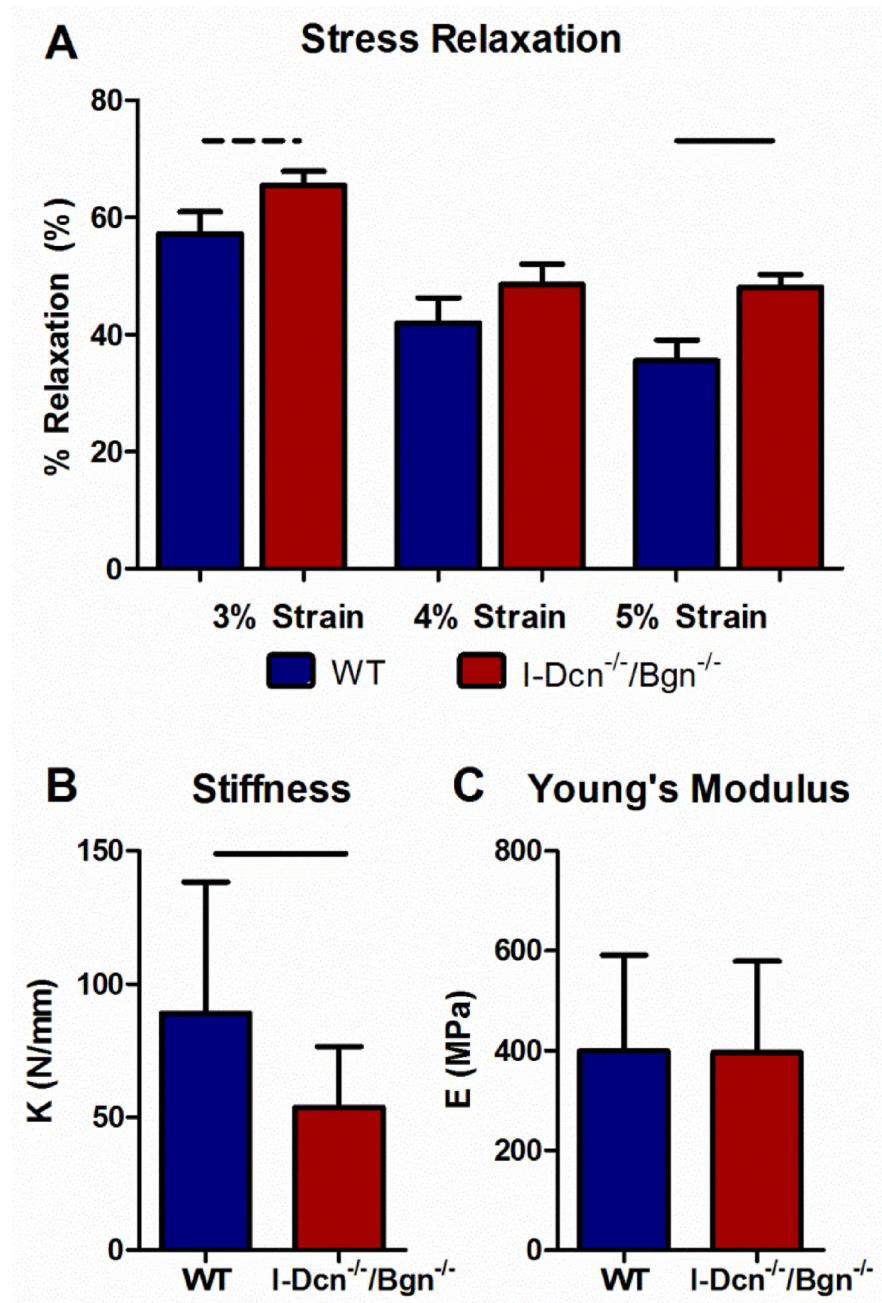 A Stress Relaxation
% Relaxation (%)
80
60
40
20
0
3% Strain 4% Strain 5% Strain
WT I-Dcn⁻/⁻/Bgn⁻/⁻
B Stiffness
K (N/mm)
150
100
50
0
WT I-Dcn⁻/⁻/Bgn⁻/⁻
C Young's Modulus
E (MPa)
800
600
400
200
0
WT I-Dcn⁻/⁻/Bgn⁻/⁻